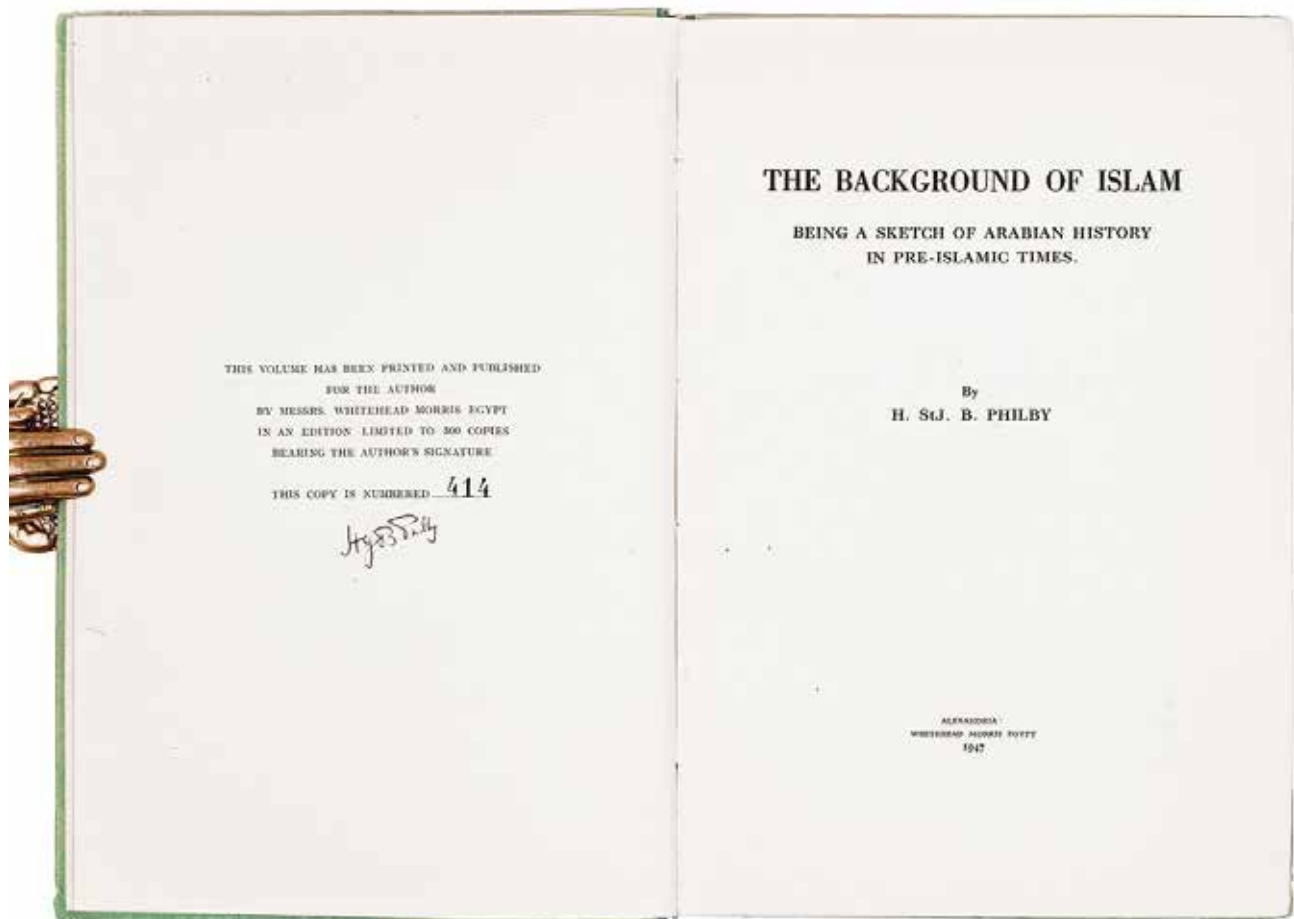 THIS VOLUME HAS BEEN PRINTED AND PUBLISHED
FOR THE AUTHOR
BY MESSRS. WHITEHEAD MORRIS EGYPT
IN AN EDITION LIMITED TO 500 COPIES
BEARING THE AUTHOR'S SIGNATURE
THIS COPY IS NUMBERED 414
THE BACKGROUND OF ISLAM
BEING A SKETCH OF ARABIAN HISTORY
IN PRE-ISLAMIC TIMES.
By
H. StJ. B. PHILBY
ALEXANDRIA
WHITEHEAD MORRIS EGYPT
1947